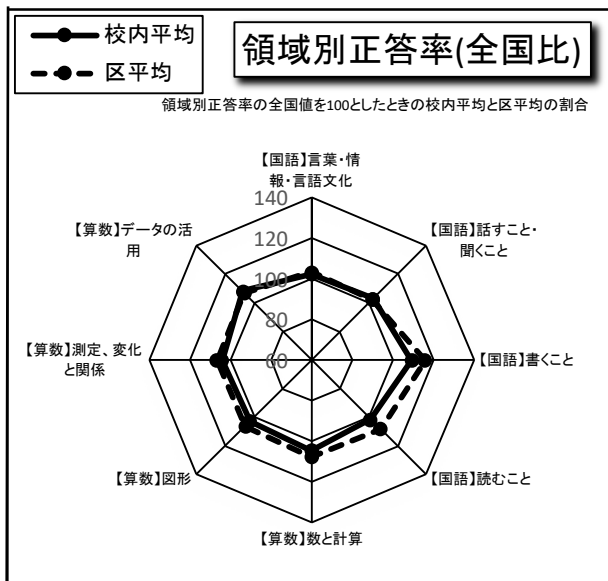 校内平均
区平均
領域別正答率(全国比)
領域別正答率の全国値を100としたときの校内平均と区平均の割合
【国語】言葉・情
報・言語文化
【国語】話すこと・
聞くこと
【国語】書くこと
【国語】読むこと
【算数】数と計算
【算数】図形
【算数】測定、変化
と関係
【算数】データの活
用
140
120
100
80
60